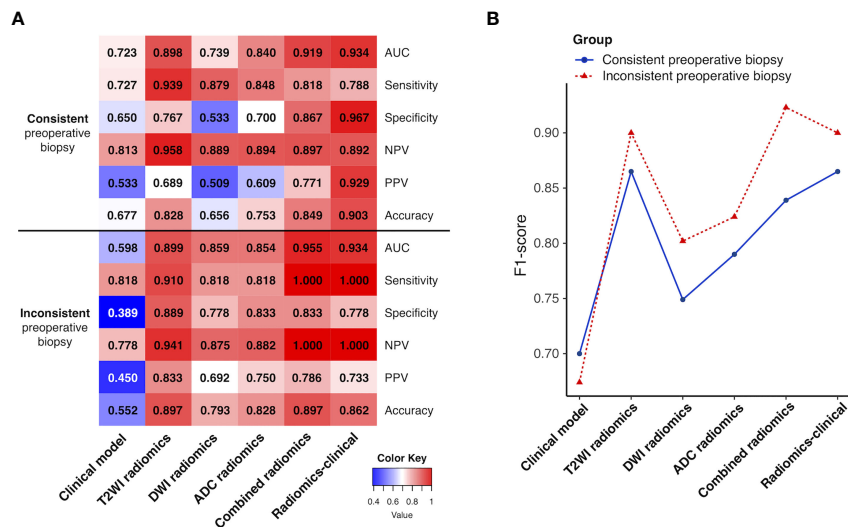 A
0.723 0.898 0.739 0.840 0.919 0.934 AUC
0.727 0.939 0.879 0.848 0.818 0.788 Sensitivity
0.650 0.767 0.533 0.700 0.867 0.967 Specificity
Consistent
preoperative
biopsy
0.813 0.958 0.889 0.894 0.897 0.892 NPV
0.533 0.689 0.509 0.609 0.771 0.929 PPV
0.677 0.828 0.656 0.753 0.849 0.903 Accuracy
0.598 0.899 0.859 0.854 0.955 0.934 AUC
0.818 0.910 0.818 0.818 1.000 1.000 Sensitivity
0.389 0.889 0.778 0.833 0.833 0.778 Specificity
Inconsistent
preoperative
biopsy
0.778 0.941 0.875 0.882 1.000 1.000 NPV
0.450 0.833 0.692 0.750 0.786 0.733 PPV
0.552 0.897 0.793 0.828 0.897 0.862 Accuracy
Clinical model
T2WI radiomics
DWI radiomics
ADC radiomics
Combined radiomics
Radiomics-clinical
Color Key
0.4 0.6 0.8 1
Value
B
Group
Consistent preoperative biopsy
Inconsistent preoperative biopsy
F1-score
0.90
0.85
0.80
0.75
0.70
Clinical model
T2WI radiomics
DWI radiomics
ADC radiomics
Combined radiomics
Radiomics-clinical